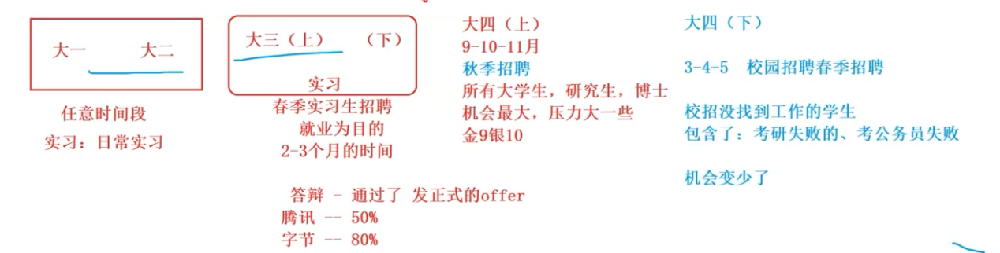 大一 大二
任意时间段
实习：日常实习
大三（上） （下）
实习
春季实习生招聘
就业为目的
2-3个月的时间
答辩 - 通过了 发正式的offer
腾讯 -- 50%
字节 -- 80%
大四（上）
9-10-11月
秋季招聘
所有大学生，研究生，博士
机会最大，压力大一些
金9银10
大四（下）
3-4-5 校园招聘春季招聘
校招没找到工作的学生
包含了：考研失败的、考公务员失败
机会变少了